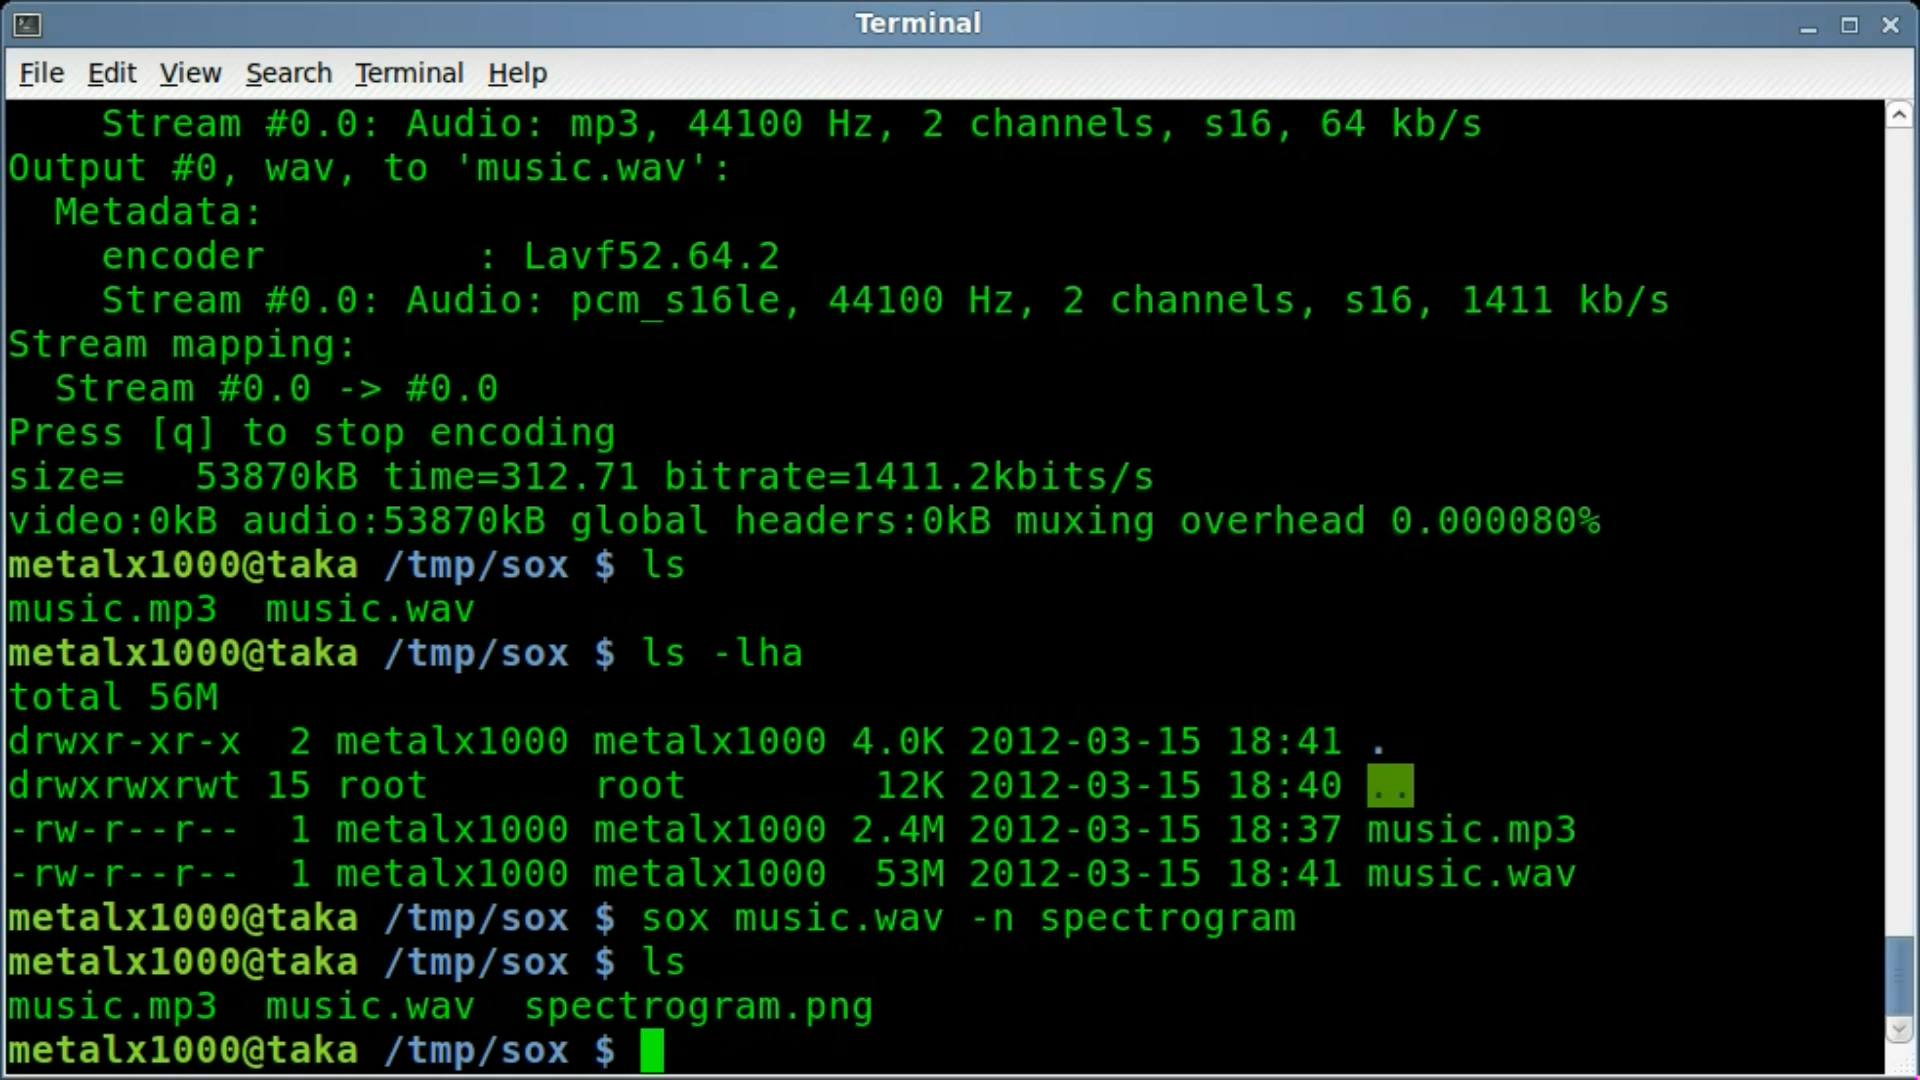 Terminal
File Edit View Search Terminal Help
    Stream #0.0: Audio: mp3, 44100 Hz, 2 channels, s16, 64 kb/s
Output #0, wav, to 'music.wav':
  Metadata:
    encoder         : Lavf52.64.2
    Stream #0.0: Audio: pcm_s16le, 44100 Hz, 2 channels, s16, 1411 kb/s
Stream mapping:
  Stream #0.0 -> #0.0
Press [q] to stop encoding
size=   53870kB time=312.71 bitrate=1411.2kbits/s
video:0kB audio:53870kB global headers:0kB muxing overhead 0.000080%
metalx1000@taka /tmp/sox $ ls
music.mp3  music.wav
metalx1000@taka /tmp/sox $ ls -lha
total 56M
drwxr-xr-x  2 metalx1000 metalx1000 4.0K 2012-03-15 18:41 .
drwxrwxrwt 15 root       root        12K 2012-03-15 18:40 ..
-rw-r--r--  1 metalx1000 metalx1000 2.4M 2012-03-15 18:37 music.mp3
-rw-r--r--  1 metalx1000 metalx1000  53M 2012-03-15 18:41 music.wav
metalx1000@taka /tmp/sox $ sox music.wav -n spectrogram
metalx1000@taka /tmp/sox $ ls
music.mp3  music.wav  spectrogram.png
metalx1000@taka /tmp/sox $